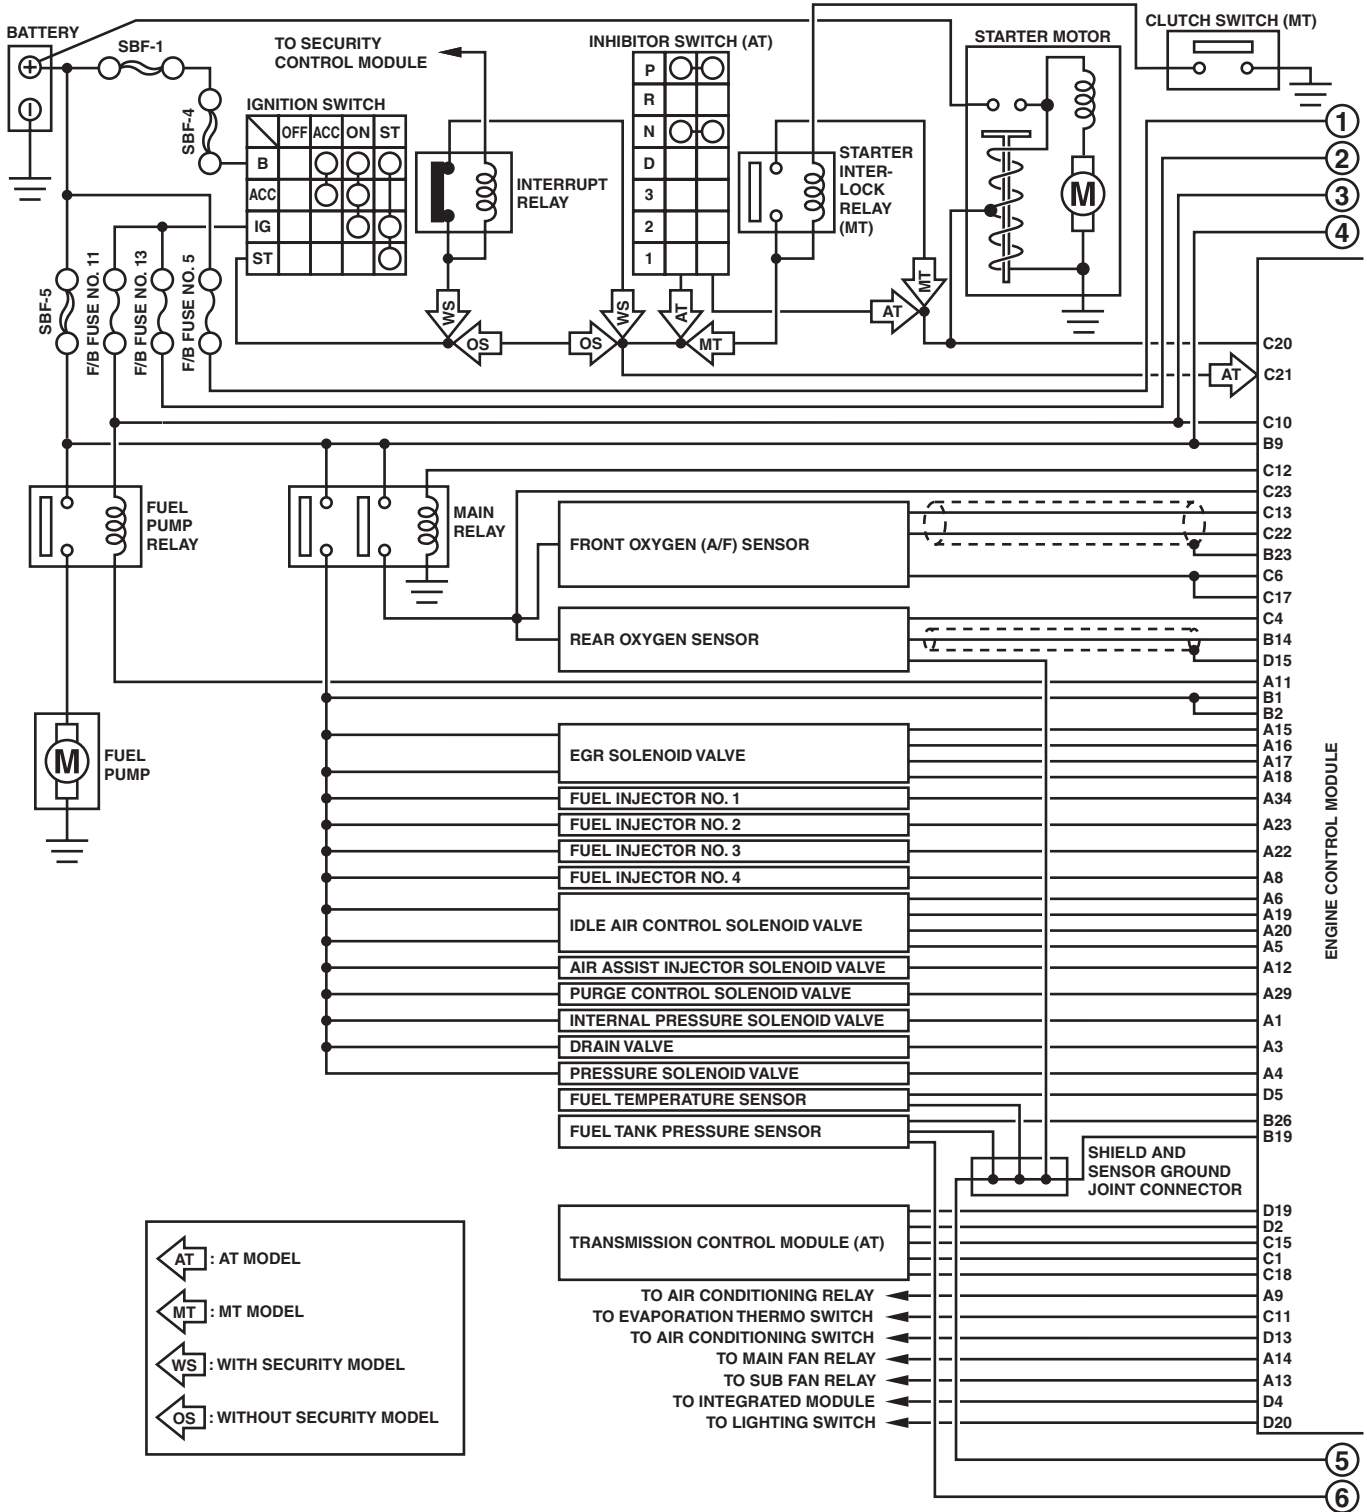 BATTERY
SBF-1
TO SECURITY
CONTROL MODULE
INHIBITOR SWITCH (AT)
P
R
N
D
3
2
1
STARTER MOTOR
M
CLUTCH SWITCH (MT)
SBF-4
IGNITION SWITCH
OFF ACC ON ST
B
ACC
IG
ST
INTERRUPT
RELAY
STARTER
INTER-
LOCK
RELAY
(MT)
1
2
3
4
SBF-5
F/B FUSE NO. 11
F/B FUSE NO. 13
F/B FUSE NO. 5
WS
OS
OS
WS
AT
MT
AT
MT
AT
C20
C21
C10
B9
C12
C23
C13
C22
B23
C6
C17
C4
B14
D15
A11
B1
B2
A15
A16
A17
A18
A34
A23
A22
A8
A6
A19
A20
A5
A12
A29
A1
A3
A4
D5
B26
B19
D19
D2
C15
C1
C18
A9
C11
D13
A14
A13
D4
D20
ENGINE CONTROL MODULE
FUEL
PUMP
RELAY
MAIN
RELAY
M
FUEL
PUMP
FRONT OXYGEN (A/F) SENSOR
REAR OXYGEN SENSOR
EGR SOLENOID VALVE
FUEL INJECTOR NO. 1
FUEL INJECTOR NO. 2
FUEL INJECTOR NO. 3
FUEL INJECTOR NO. 4
IDLE AIR CONTROL SOLENOID VALVE
AIR ASSIST INJECTOR SOLENOID VALVE
PURGE CONTROL SOLENOID VALVE
INTERNAL PRESSURE SOLENOID VALVE
DRAIN VALVE
PRESSURE SOLENOID VALVE
FUEL TEMPERATURE SENSOR
FUEL TANK PRESSURE SENSOR
SHIELD AND
SENSOR GROUND
JOINT CONNECTOR
TRANSMISSION CONTROL MODULE (AT)
TO AIR CONDITIONING RELAY
TO EVAPORATION THERMO SWITCH
TO AIR CONDITIONING SWITCH
TO MAIN FAN RELAY
TO SUB FAN RELAY
TO INTEGRATED MODULE
TO LIGHTING SWITCH
AT : AT MODEL
MT : MT MODEL
WS : WITH SECURITY MODEL
OS : WITHOUT SECURITY MODEL
5
6